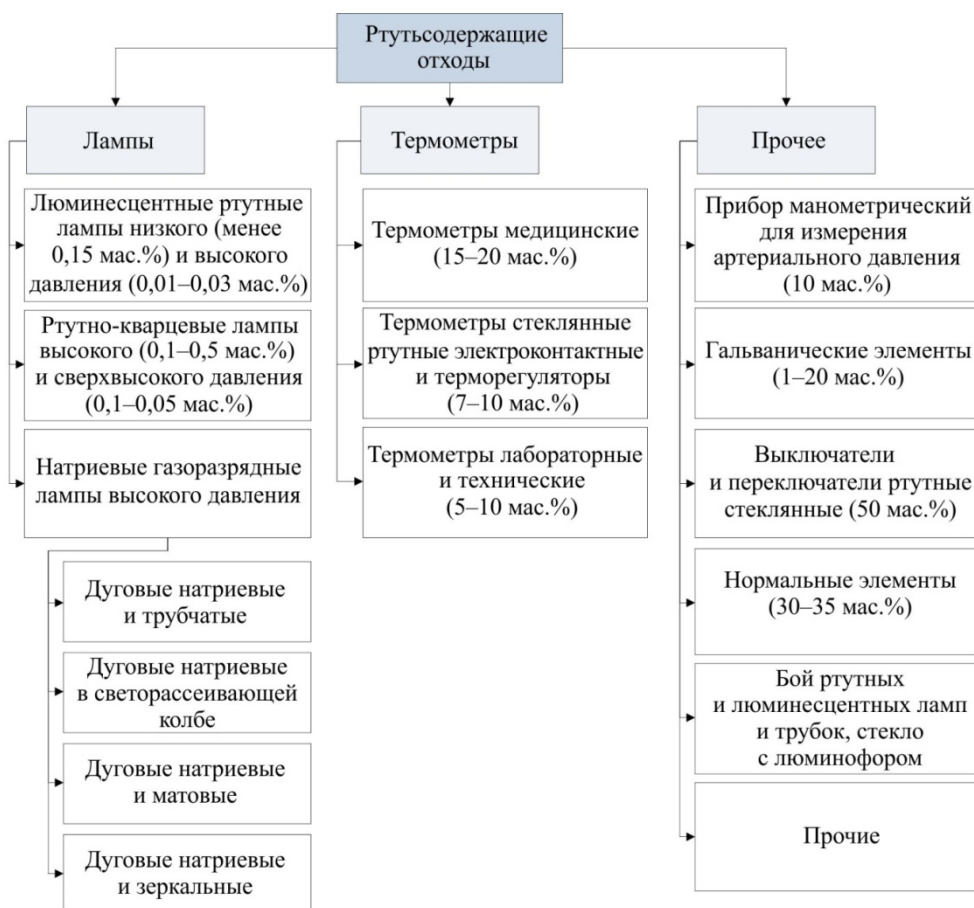 Ртутьсодержащие
отходы
Лампы
Люминесцентные ртутные
лампы низкого (менее
0,15 мас.%) и высокого
давления (0,01–0,03 мас.%)
Ртутно-кварцевые лампы
высокого (0,1–0,5 мас.%)
и сверхвысокого давления
(0,1–0,05 мас.%)
Натриевые газоразрядные
лампы высокого давления
Дуговые натриевые
и трубчатые
Дуговые натриевые
в светорассеивающей
колбе
Дуговые натриевые
и матовые
Дуговые натриевые
и зеркальные
Термометры
Термометры медицинские
(15–20 мас.%)
Термометры стеклянные
ртутные электроконтактные
и терморегуляторы
(7–10 мас.%)
Термометры лабораторные
и технические
(5–10 мас.%)
Прочее
Прибор манометрический
для измерения
артериального давления
(10 мас.%)
Гальванические элементы
(1–20 мас.%)
Выключатели
и переключатели ртутные
стеклянные (50 мас.%)
Нормальные элементы
(30–35 мас.%)
Бой ртутных
и люминесцентных ламп
и трубок, стекло
с люминофором
Прочие